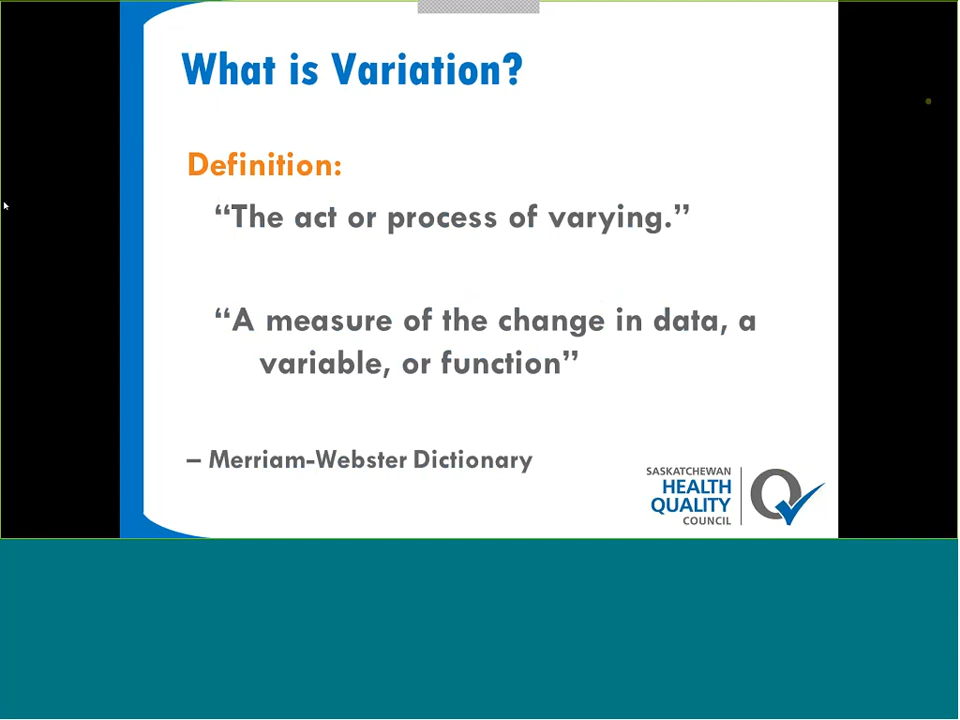 What is Variation?
Definition:
“The act or process of varying.”
“A measure of the change in data, a
variable, or function”
– Merriam-Webster Dictionary
SASKATCHEWAN
HEALTH
QUALITY
COUNCIL